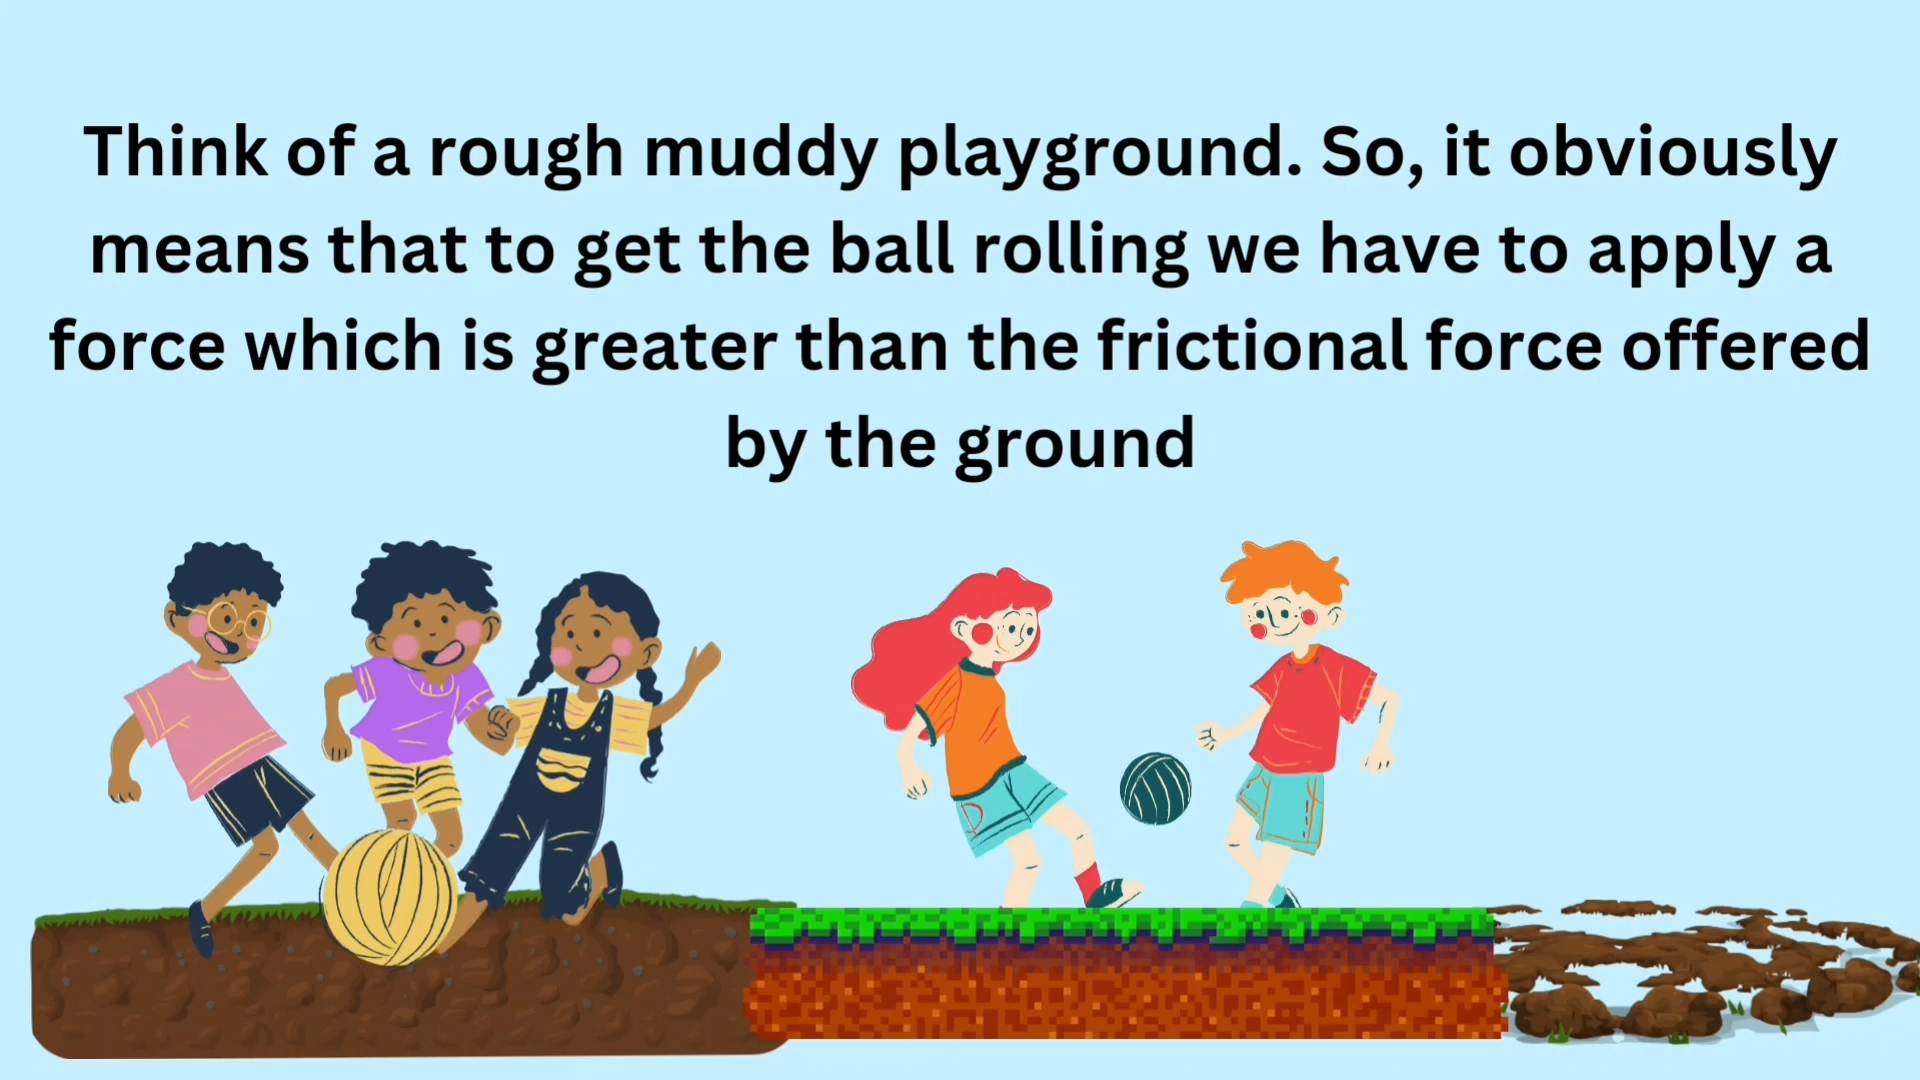 Think of a rough muddy playground. So, it obviously
means that to get the ball rolling we have to apply a
force which is greater than the frictional force offered
by the ground